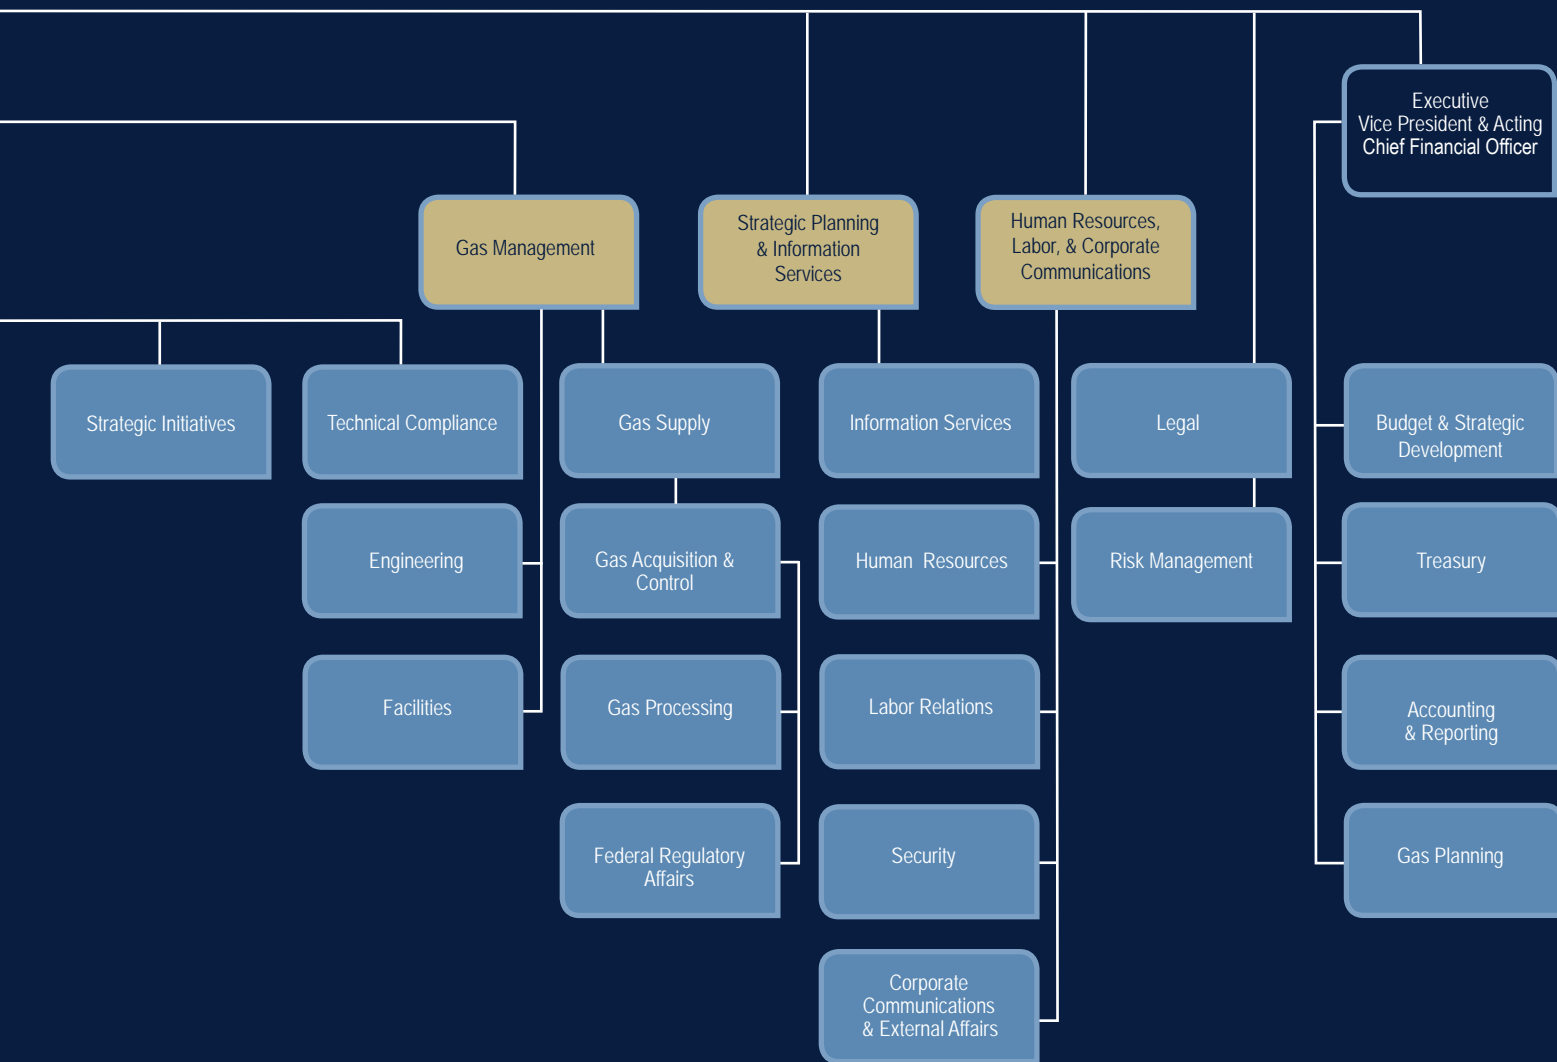 Executive
Vice President & Acting
Chief Financial Officer
Gas Management
Strategic Planning
& Information
Services
Human Resources,
Labor, & Corporate
Communications
Strategic Initiatives
Technical Compliance
Gas Supply
Information Services
Legal
Budget & Strategic
Development
Engineering
Gas Acquisition &
Control
Human Resources
Risk Management
Treasury
Facilities
Gas Processing
Labor Relations
Accounting
& Reporting
Federal Regulatory
Affairs
Security
Gas Planning
Corporate
Communications
& External Affairs